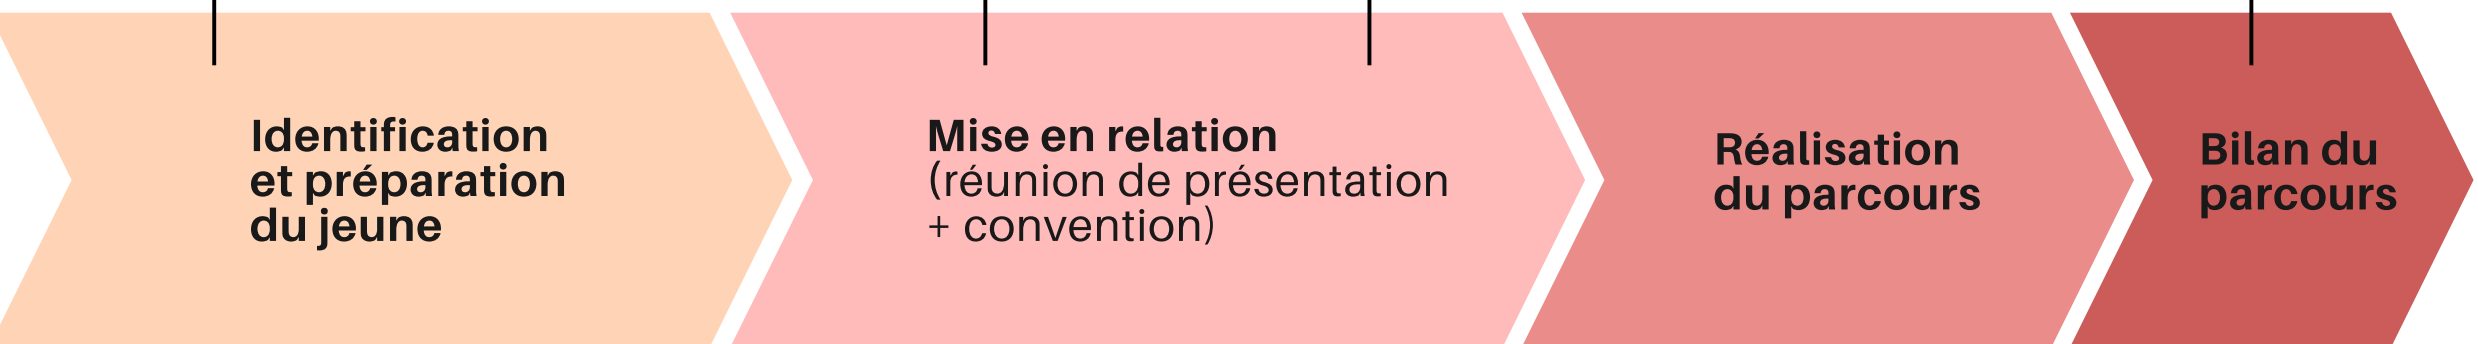 Identification
et préparation
du jeune
Mise en relation
(réunion de présentation
+ convention)
Réalisation
du parcours
Bilan du
parcours